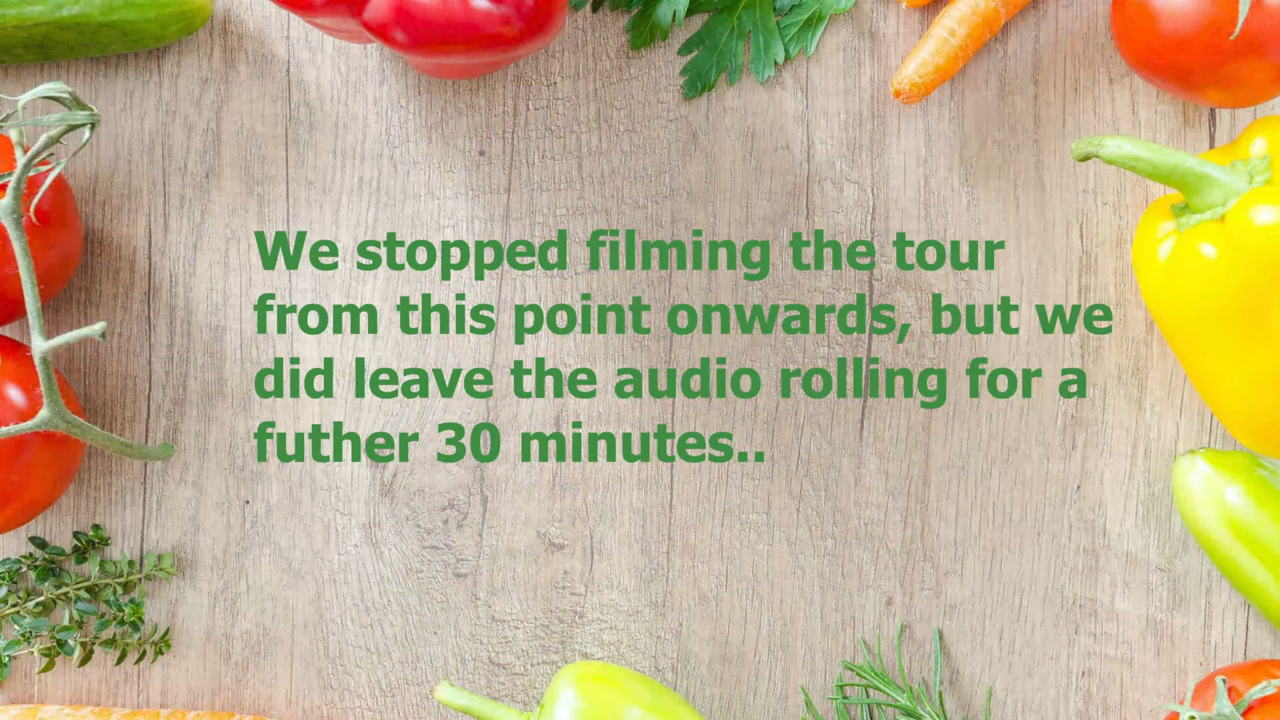 We stopped filming the tour
from this point onwards, but we
did leave the audio rolling for a
futher 30 minutes..